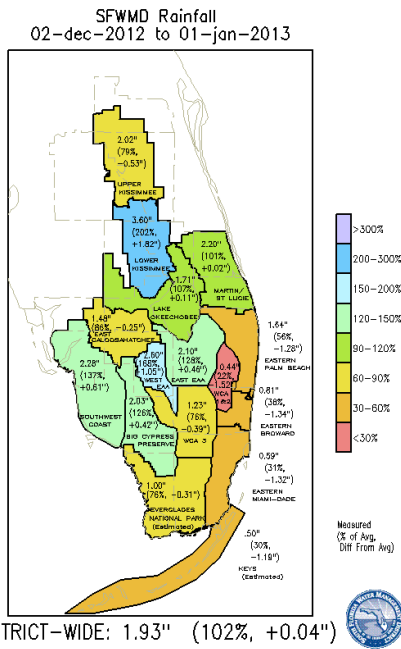 SFWMD Rainfall
02-dec-2012 to 01-jan-2013
2.02"
(79%,
-0.53")
UPPER
KISSIMMEE
3.60"
(202%,
+1.82")
LOWER
KISSIMMEE
2.20"
(101%,
+0.02")
MARTIN/
ST LUCIE
1.71"
(107%,
+0.11")
LAKE
OKEECHOBEE
1.48"
(86%, -0.25")
EAST
CALOOSAHATCHEE
2.60"
168%,
+1.05")
WEST
EAA
2.10"
(128%,
+0.46")
EAST EAA
0.44"
22%,
-1.52
WCA
1&2
1.64"
(56%,
-1.28")
EASTERN
PALM BEACH
2.28"
(137%,
+0.61")
SOUTHWEST
COAST
2.03"
(126%,
+0.42")
BIG CYPRESS
PRESERVE
1.23"
(76%,
-0.39")
WCA 3
0.81"
(38%,
-1.34")
EASTERN
BROWARD
0.59"
(31%,
-1.32")
EASTERN
MIAMI-DADE
1.00"
(76%, -0.31")
EVERGLADES
NATIONAL PARK
(Estimated)
.50"
(30%,
-1.19")
KEYS
(Estimated)
>300%
200-300%
150-200%
120-150%
90-120%
60-90%
30-60%
<30%
Measured
(% of Avg,
Diff From Avg)
TRICT-WIDE: 1.93" (102%, +0.04")